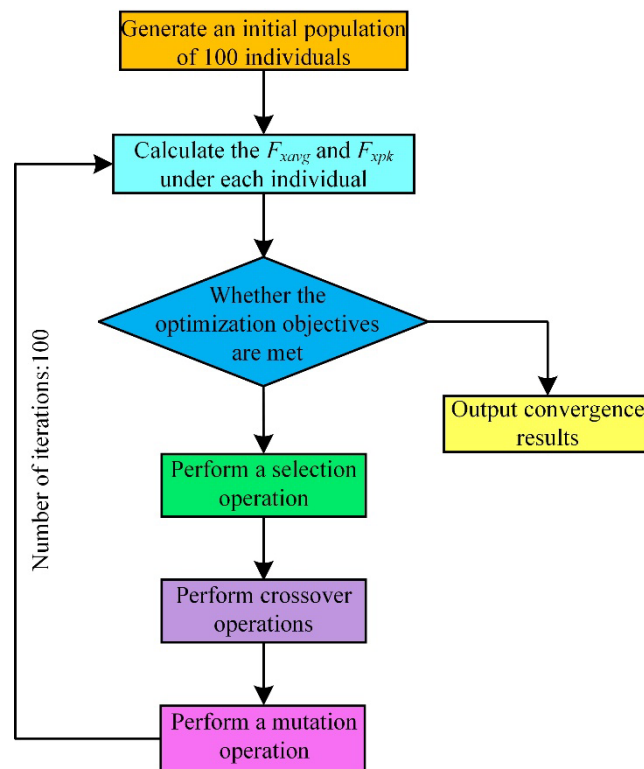 Generate an initial population
of 100 individuals
Calculate the Fxavg and Fxpk
under each individual
Whether the
optimization objectives
are met
Output convergence
results
Perform a selection
operation
Perform crossover
operations
Perform a mutation
operation
Number of iterations:100